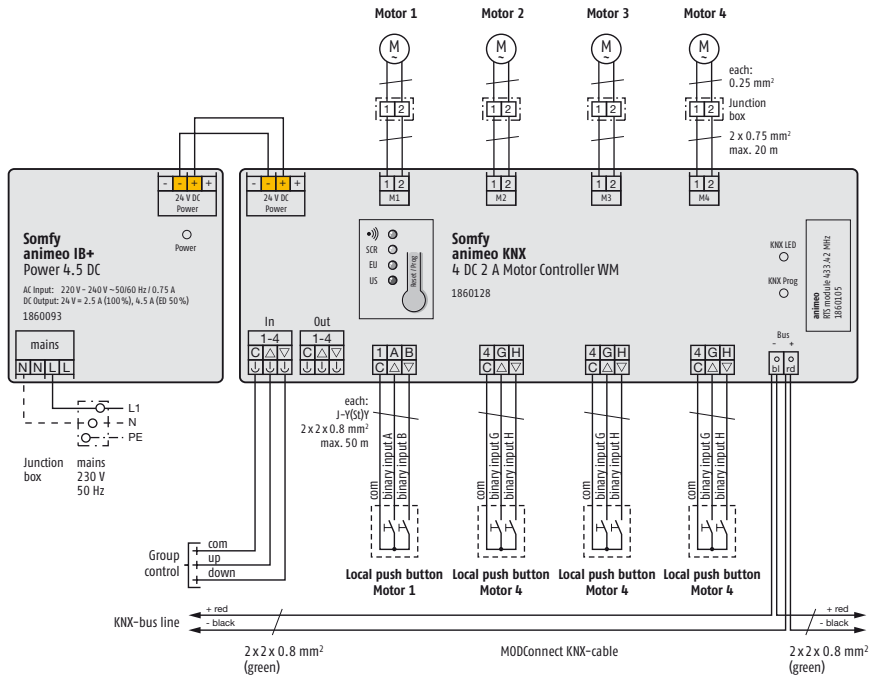 Motor 1
Motor 2
Motor 3
Motor 4
M
~
M
~
M
~
M
~
each:
0.25 mm²
1 2
1 2
1 2
1 2
Junction
box
2 x 0.75 mm²
max. 20 m
- - + +
24 V DC
Power
- - + +
24 V DC
Power
1 2
M1
1 2
M2
1 2
M3
1 2
M4
Somfy
animeo IB+
Power 4.5 DC
Power
AC Input: 220 V - 240 V ~50/60 Hz / 0.75 A
DC Output: 24 V = 2.5 A (100%), 4.5 A (ED 50%)
1860093
mains
N N L L
SCR
EU
US
Reset / Prog
Somfy
animeo KNX
4 DC 2 A Motor Controller WM
1860128
KNX LED
KNX Prog
animeo
RTS module 433.42 MHz
1860105
In
1-4
C
Out
1-4
C
1 A B
C
4 G H
C
4 G H
C
4 G H
C
Bus
- +
bl rd
L1
N
PE
Junction
box
mains
230 V
50 Hz
each:
J-Y(St)Y
2 x 2 x 0.8 mm²
max. 50 m
com
binary input A
binary input B
com
binary input G
binary input H
com
binary input G
binary input H
com
binary input G
binary input H
Group
control
com
up
down
Local push button
Motor 1
Local push button
Motor 4
Local push button
Motor 4
Local push button
Motor 4
KNX-bus line
+ red
- black
+ red
- black
2 x 2 x 0.8 mm²
(green)
MODConnect KNX-cable
2 x 2 x 0.8 mm²
(green)